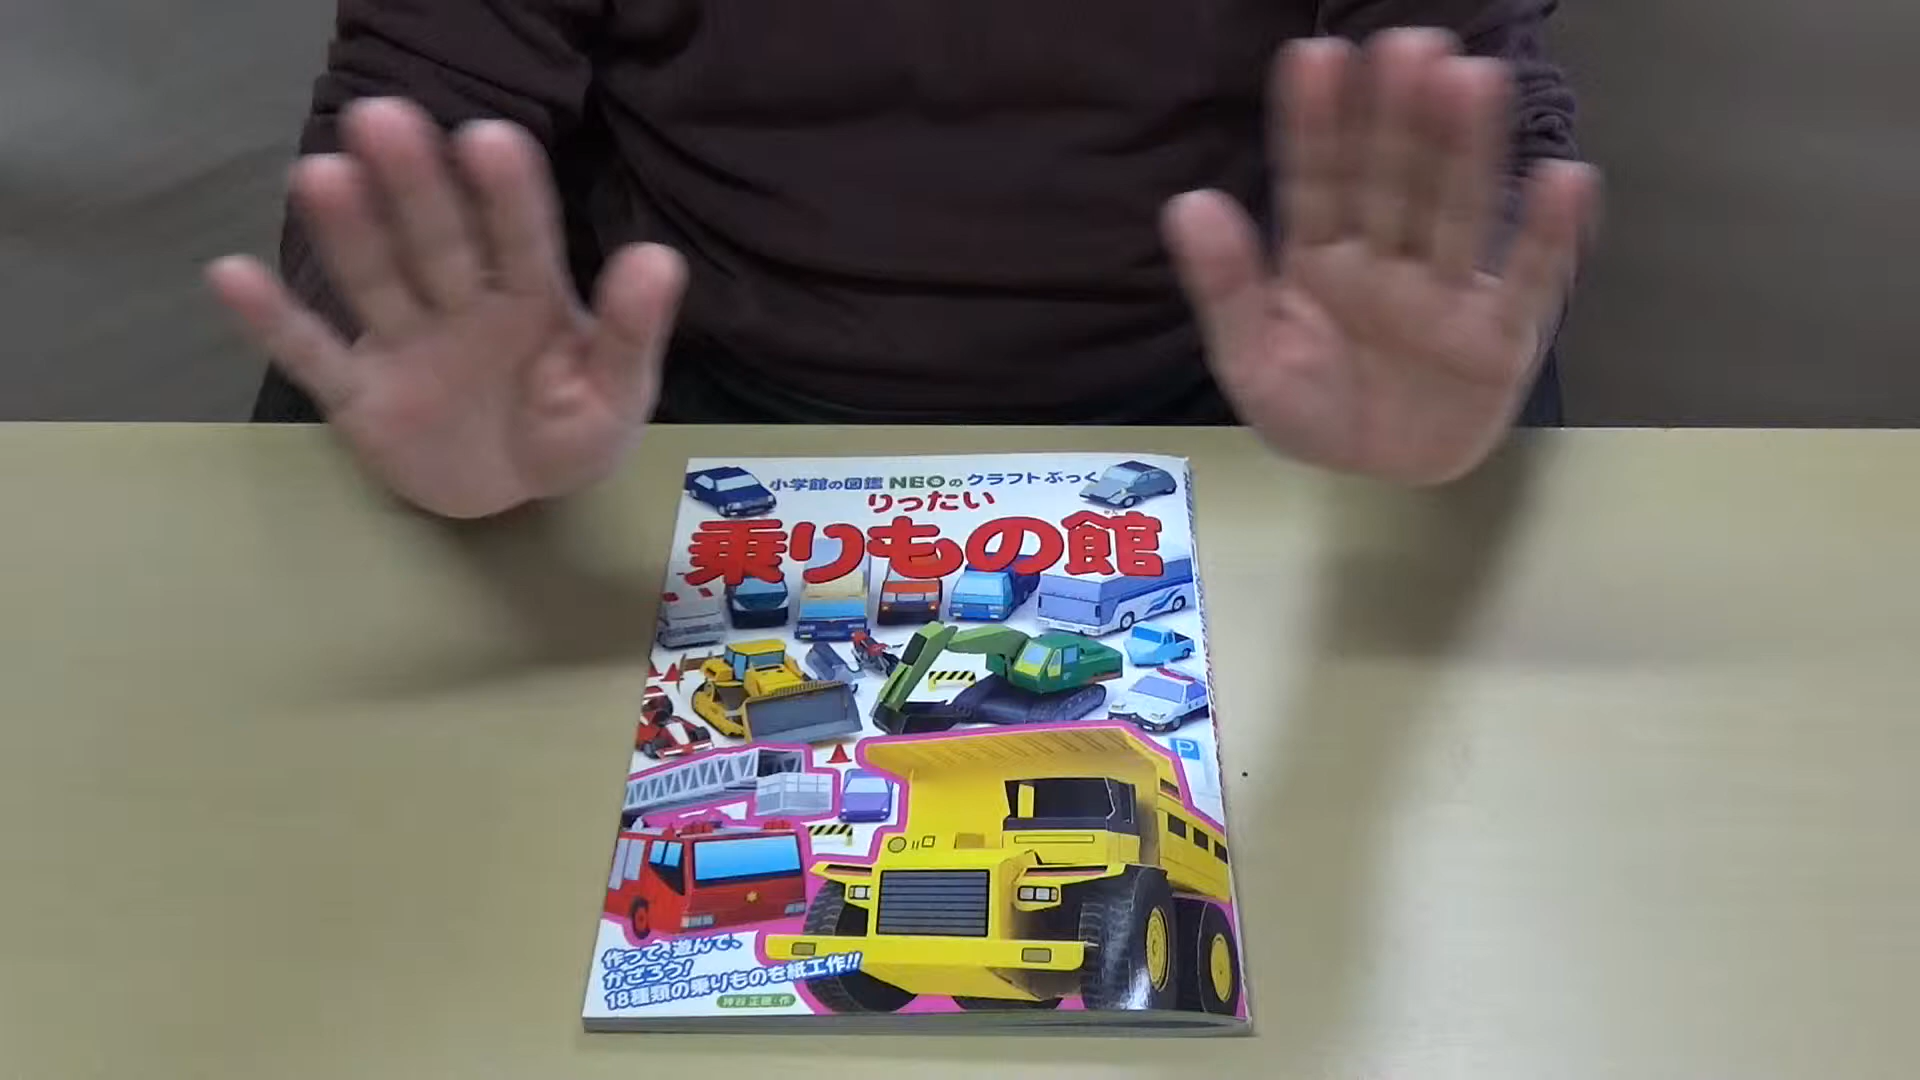 小学館の図鑑 NEOのクラフトぶっく
りったい
乗りもの館
P
作って、遊んで、
かざろう!
18種類の乗りものを紙工作!!
神谷正徳・作